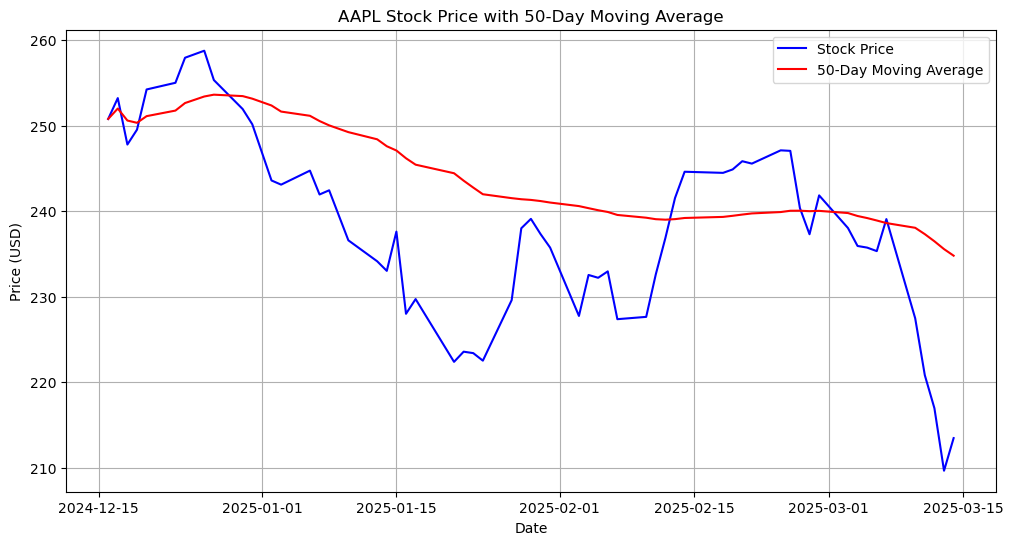 AAPL Stock Price with 50-Day Moving Average
Stock Price
50-Day Moving Average
260
250
240
230
220
210
Price (USD)
2024-12-15
2025-01-01
2025-01-15
2025-02-01
2025-02-15
2025-03-01
2025-03-15
Date